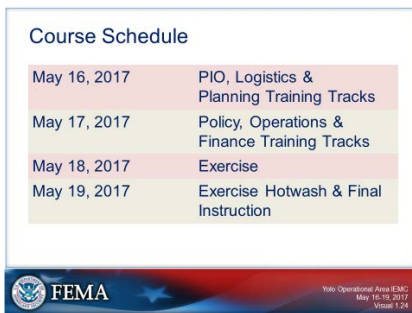 Course Schedule
May 16, 2017 PIO, Logistics &
Planning Training Tracks
May 17, 2017 Policy, Operations &
Finance Training Tracks
May 18, 2017 Exercise
May 19, 2017 Exercise Hotwash & Final
Instruction
FEMA
Yolo Operational Area IEMC
May 16-19, 2017
Visual 1.24